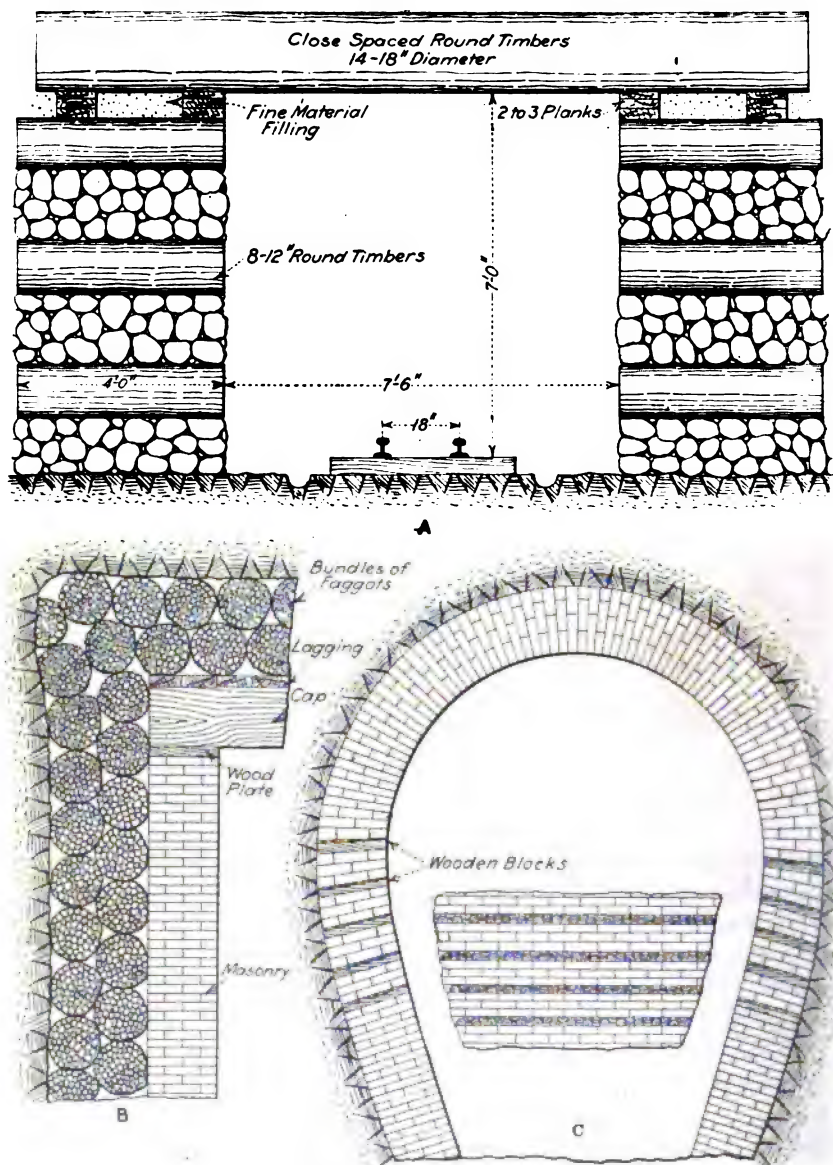 Close Spaced Round Timbers
14-18" Diameter
Fine Material
Filling
2 to 3 Planks
8-12" Round Timbers
7'-0"
4'-0"
7'-6"
18"
A
Bundles of
Faggots
Lagging
Cap
Wood
Plate
Wooden Blocks
Masonry
B
C